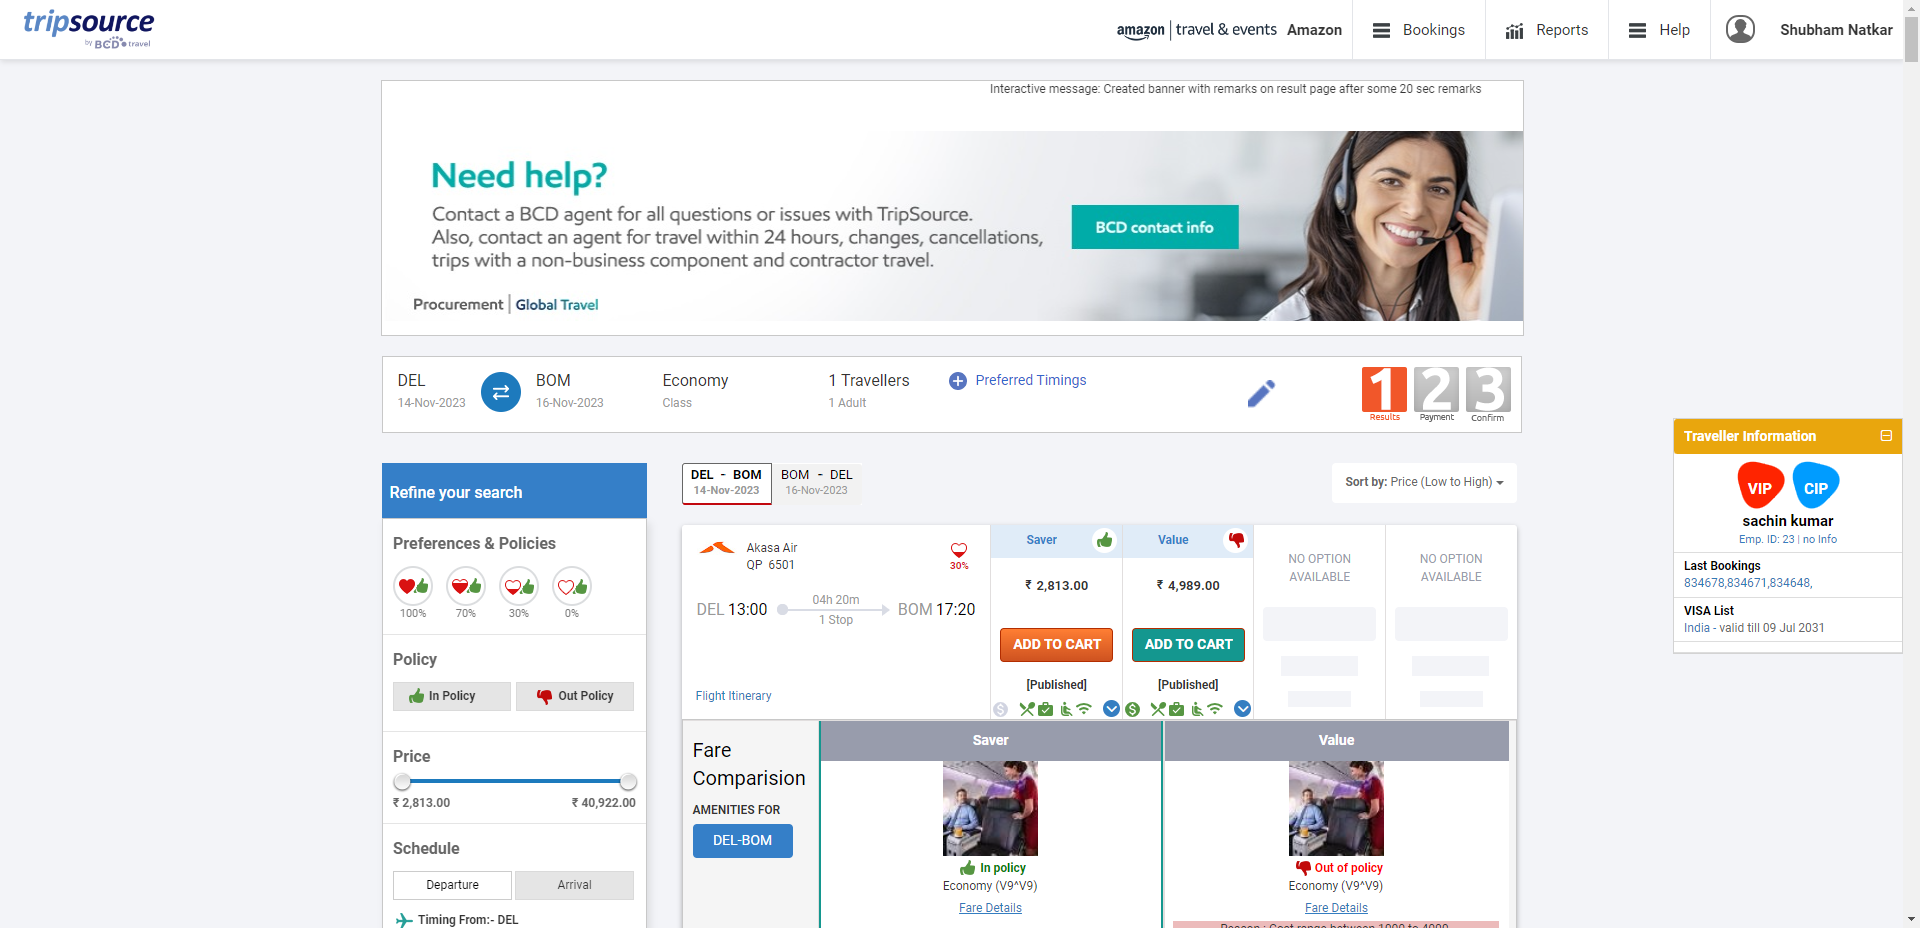 tripsource
by BCD travel
amazon | travel & events Amazon
Bookings
Reports
Help
Shubham Natkar
Interactive message: Created banner with remarks on result page after some 20 sec remarks
Need help?
Contact a BCD agent for all questions or issues with TripSource.
Also, contact an agent for travel within 24 hours, changes, cancellations,
trips with a non-business component and contractor travel.
BCD contact info
Procurement | Global Travel
DEL
14-Nov-2023
BOM
16-Nov-2023
Economy
Class
1 Travellers
1 Adult
Preferred Timings
1 2 3
Results Payment Confirm
Traveller Information
VIP CIP
sachin kumar
Emp. ID: 23 | no Info
Last Bookings
834678,834671,834648,
VISA List
India - valid till 09 Jul 2031
Refine your search
Preferences & Policies
100% 70% 30% 0%
Policy
In Policy
Out Policy
Price
₹ 2,813.00
₹ 40,922.00
Schedule
Departure
Arrival
Timing From:- DEL
DEL - BOM
14-Nov-2023
BOM - DEL
16-Nov-2023
Sort by: Price (Low to High)
Akasa Air
QP 6501
30%
DEL 13:00
04h 20m
1 Stop
BOM 17:20
Flight Itinerary
Saver
₹ 2,813.00
ADD TO CART
[Published]
Value
₹ 4,989.00
ADD TO CART
[Published]
NO OPTION
AVAILABLE
NO OPTION
AVAILABLE
Fare
Comparision
AMENITIES FOR
DEL-BOM
Saver
In policy
Economy (V9^V9)
Fare Details
Value
Out of policy
Economy (V9^V9)
Fare Details
Reason : Cost range between 1000 to 4000